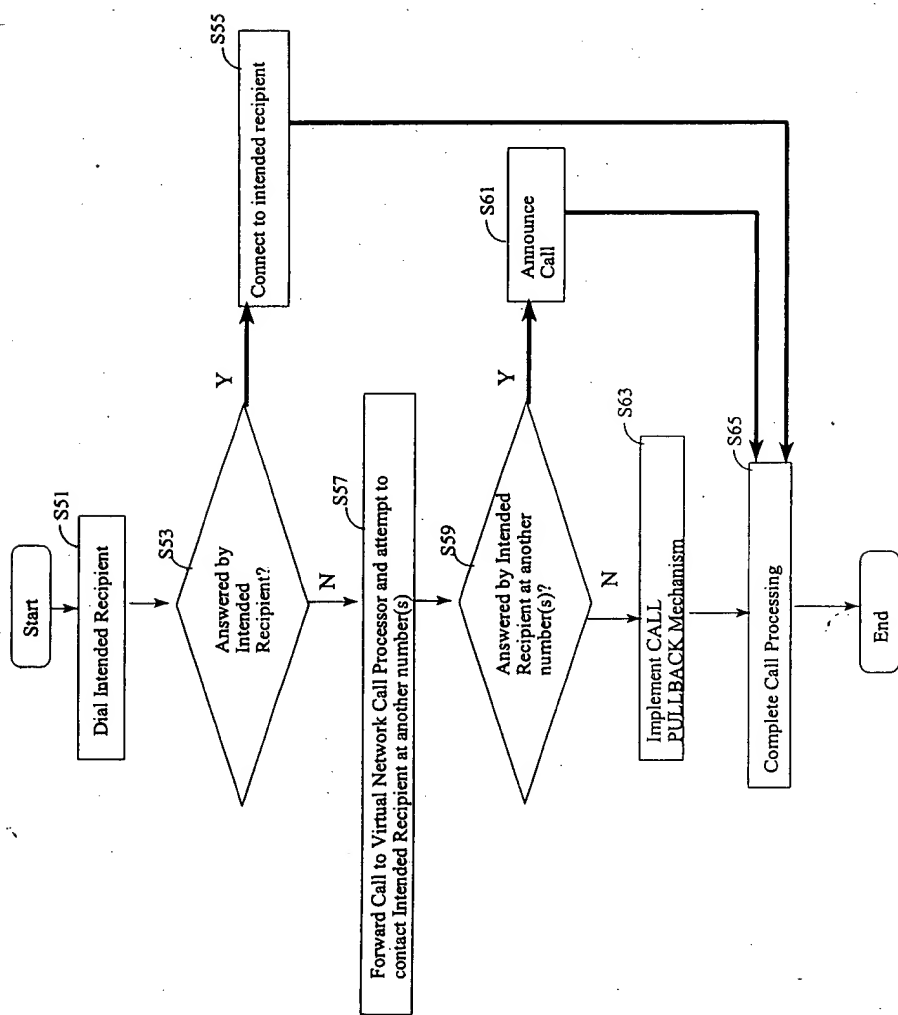 Start
S51
Dial Intended Recipient
S53
Answered by
Intended
Recipient?
Y
S55
Connect to intended recipient
N
S57
Forward Call to Virtual Network Call Processor and attempt to
contact Intended Recipient at another number(s)
S59
Answered by Intended
Recipient at another
number(s)?
Y
S61
Announce
Call
N
S63
Implement CALL
PULLBACK Mechanism
S65
Complete Call Processing
End